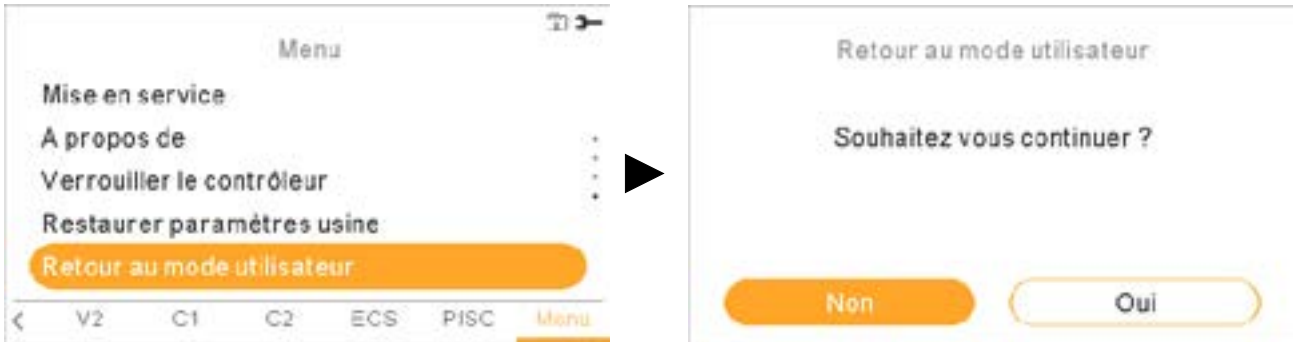 Menu
Mise en service
A propos de
Verrouiller le contrôleur
Restaurer paramètres usine
Retour au mode utilisateur
< V2 C1 C2 ECS PISC Menu
Retour au mode utilisateur
Souhaitez vous continuer ?
Non Oui